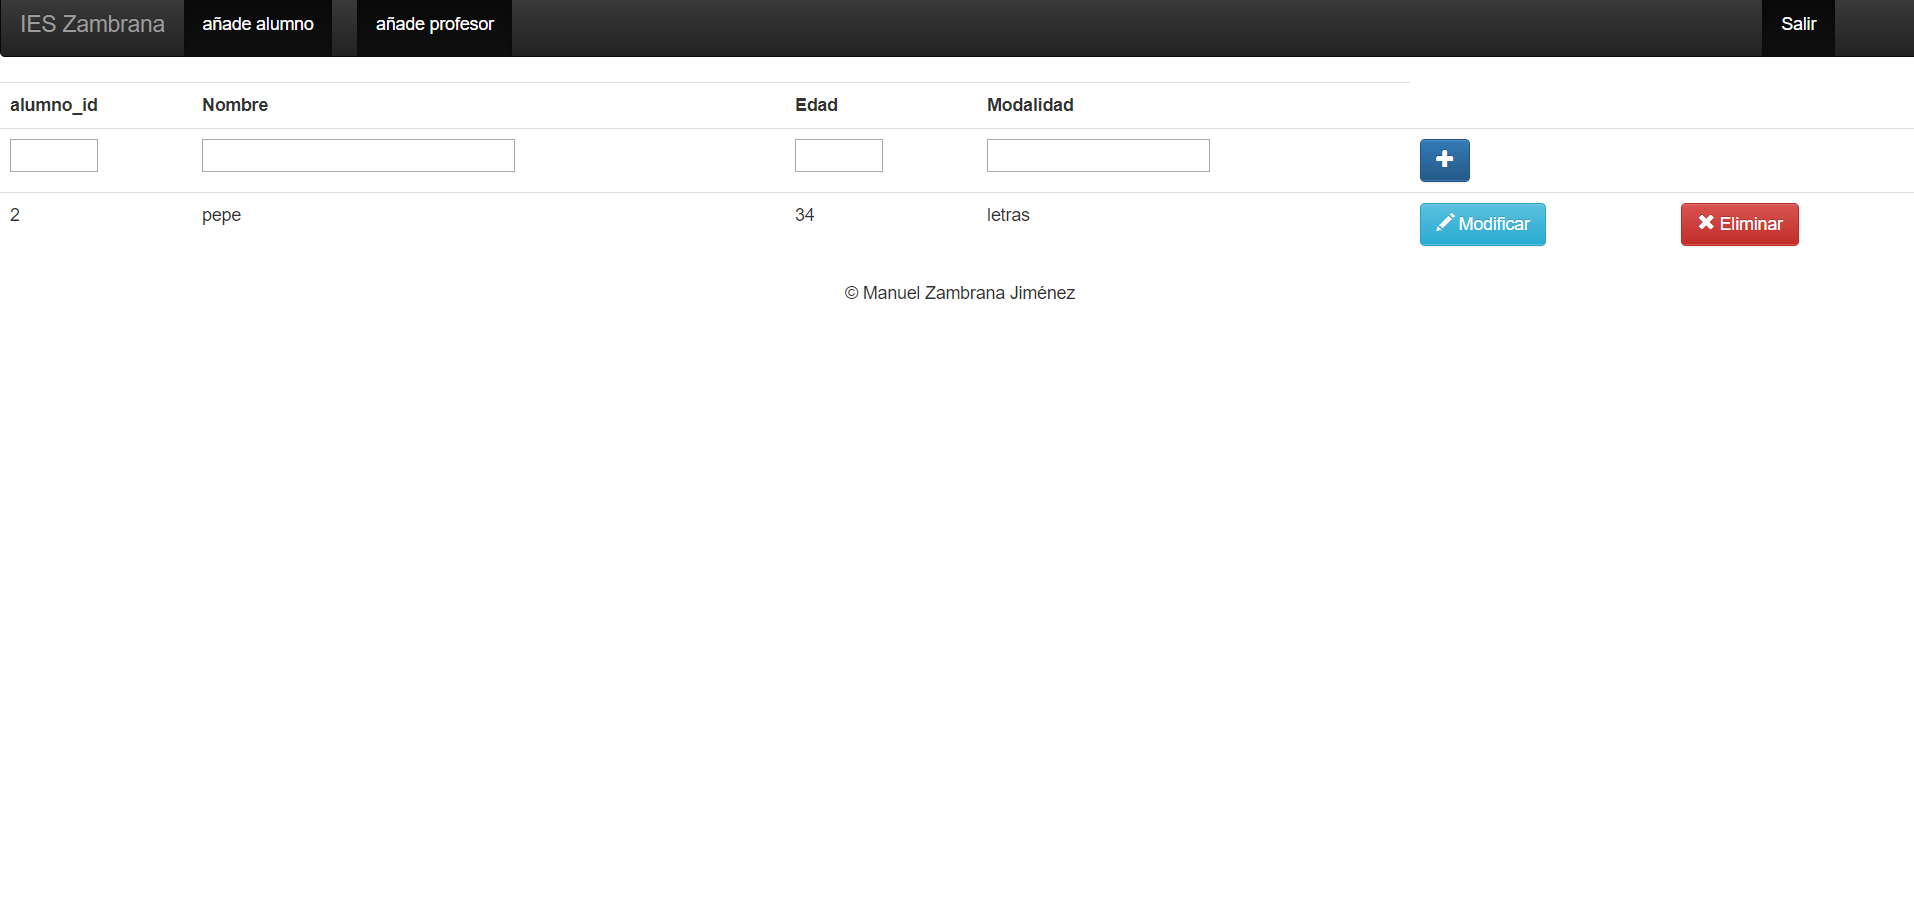 IES Zambrana añade alumno añade profesor Salir
alumno_id Nombre Edad Modalidad
2 pepe 34 letras Modificar Eliminar
© Manuel Zambrana Jiménez